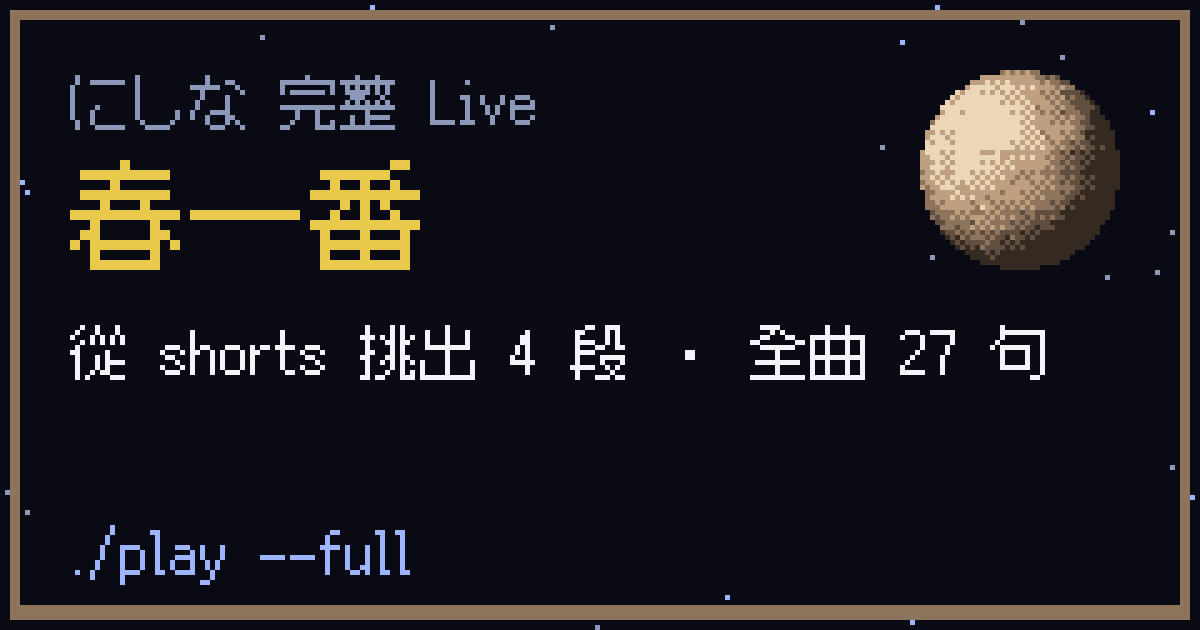 にしな 完整 Live
春一番
從 shorts 挑出 4 段 · 全曲 27 句
./play --full